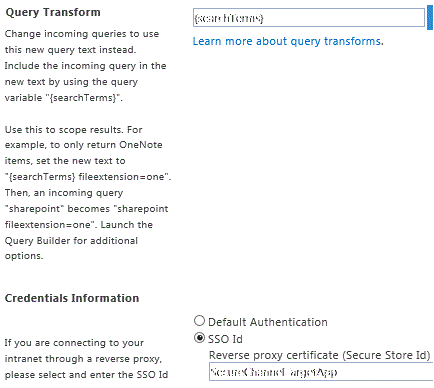 Query Transform
Change incoming queries to use
this new query text instead.
Include the incoming query in the
new text by using the query
variable "{searchTerms}".
Use this to scope results. For
example, to only return OneNote
items, set the new text to
"{searchTerms} fileextension=one".
Then, an incoming query
"sharepoint" becomes "sharepoint
fileextension=one". Launch the
Query Builder for additional
options.
{searchTerms}
Learn more about query transforms.
Credentials Information
If you are connecting to your
intranet through a reverse proxy,
please select and enter the SSO Id
Default Authentication
SSO Id
Reverse proxy certificate (Secure Store Id)
SecureChannelTargetApp